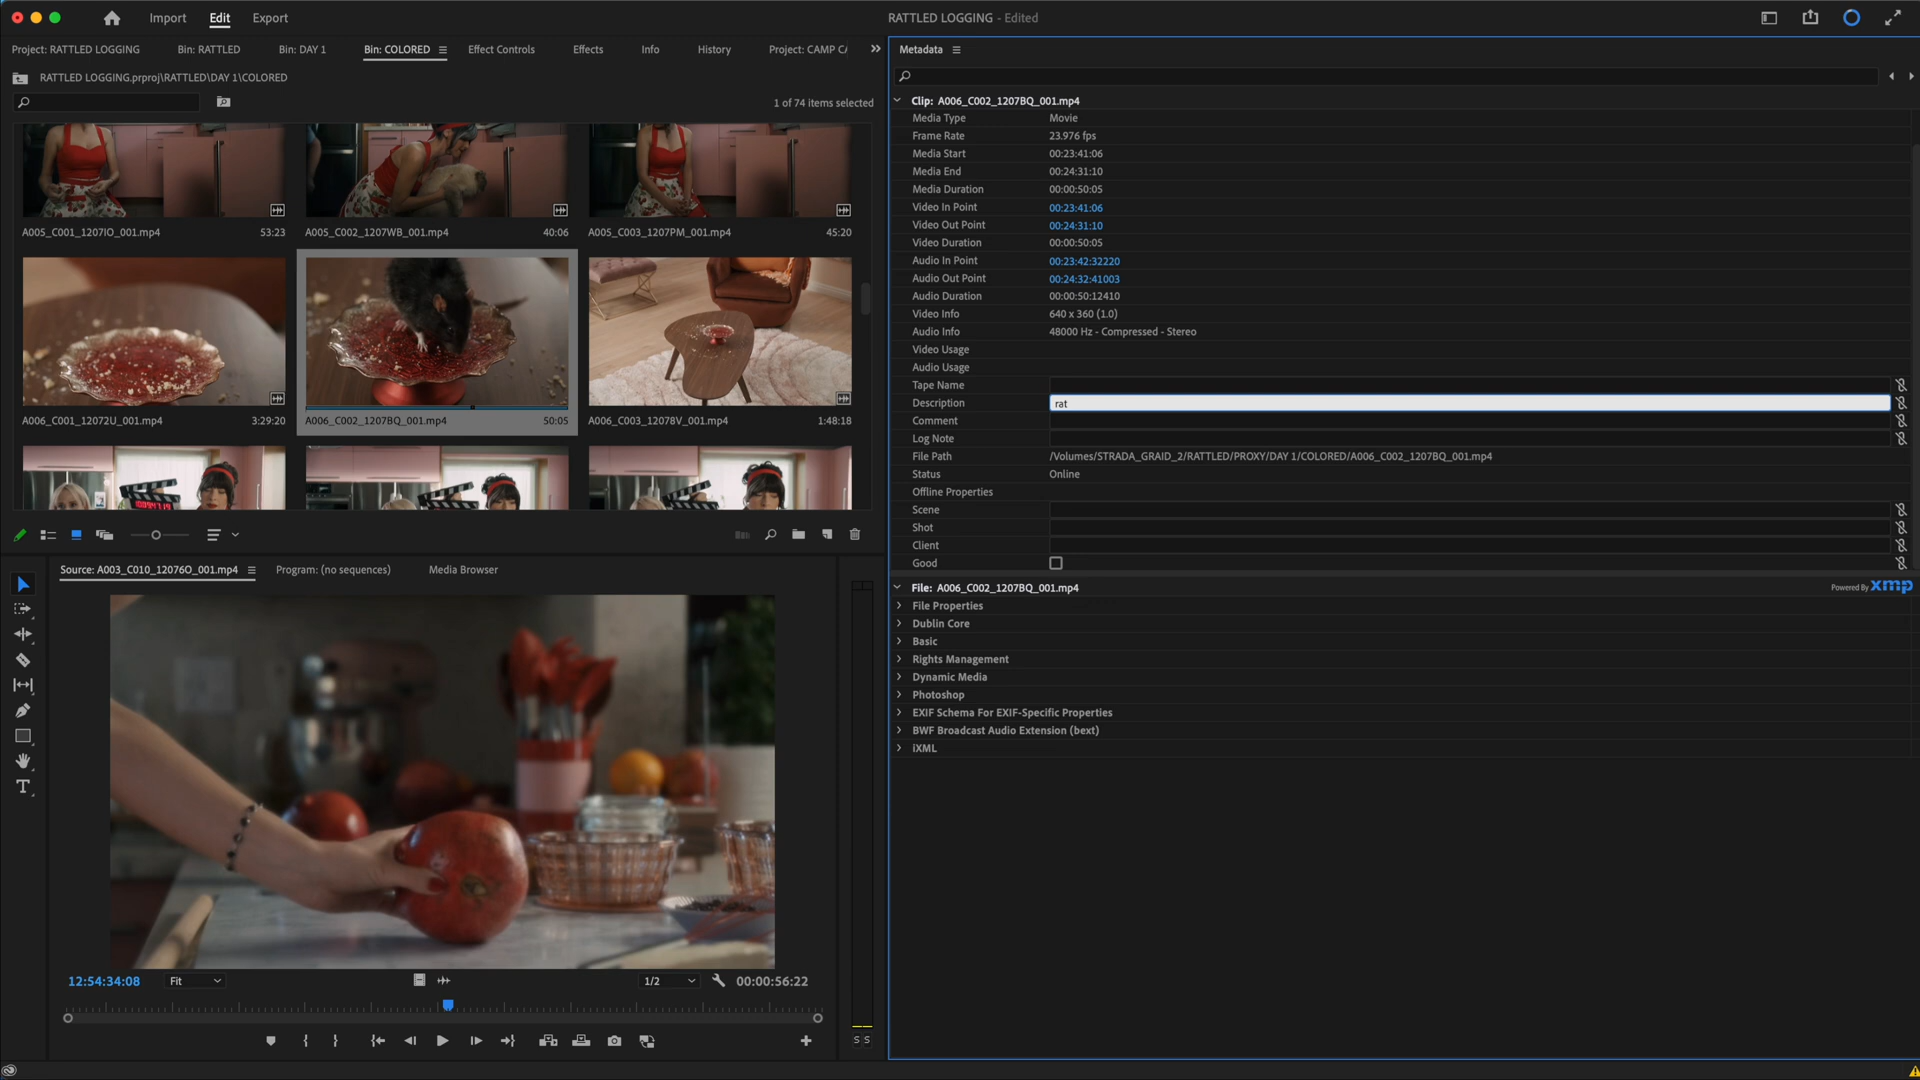 Import Edit Export
RATTLED LOGGING - Edited
Project: RATTLED LOGGING Bin: RATTLED Bin: DAY 1 Bin: COLORED Effect Controls Effects Info History Project: CAMP CA
RATTLED LOGGING.prproj\RATTLED\DAY 1\COLORED
1 of 74 items selected
A005_C001_1207IO_001.mp4 53:23
A005_C002_1207WB_001.mp4 40:06
A005_C003_1207PM_001.mp4 45:20
A006_C001_12072U_001.mp4 3:29:20
A006_C002_1207BQ_001.mp4 50:05
A006_C003_12078V_001.mp4 1:48:18
Source: A003_C010_12076O_001.mp4 Program: (no sequences) Media Browser
12:54:34:08 Fit 1/2 00:00:56:22
S S
Metadata
Clip: A006_C002_1207BQ_001.mp4
Media Type Movie
Frame Rate 23.976 fps
Media Start 00:23:41:06
Media End 00:24:31:10
Media Duration 00:00:50:05
Video In Point 00:23:41:06
Video Out Point 00:24:31:10
Video Duration 00:00:50:05
Audio In Point 00:23:42:32220
Audio Out Point 00:24:32:41003
Audio Duration 00:00:50:12410
Video Info 640 x 360 (1.0)
Audio Info 48000 Hz - Compressed - Stereo
Video Usage
Audio Usage
Tape Name
Description rat
Comment
Log Note
File Path /Volumes/STRADA_GRAID_2/RATTLED/PROXY/DAY 1/COLORED/A006_C002_1207BQ_001.mp4
Status Online
Offline Properties
Scene
Shot
Client
Good
File: A006_C002_1207BQ_001.mp4 Powered By xmp
File Properties
Dublin Core
Basic
Rights Management
Dynamic Media
Photoshop
EXIF Schema For EXIF-Specific Properties
BWF Broadcast Audio Extension (bext)
iXML